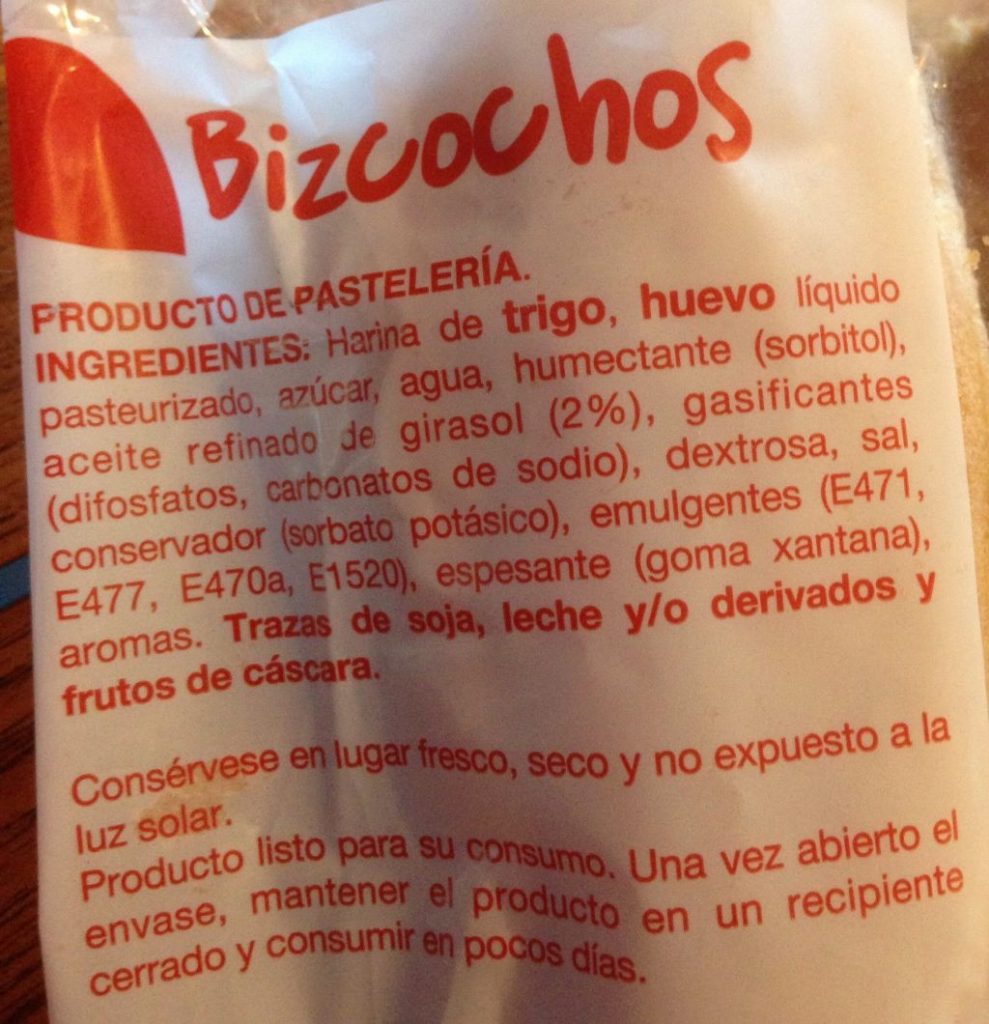 Bizcochos
PRODUCTO DE PASTELERÍA.
INGREDIENTES: Harina de trigo, huevo líquido
pasteurizado, azúcar, agua, humectante (sorbitol),
aceite refinado de girasol (2%), gasificantes
(difosfatos, carbonatos de sodio), dextrosa, sal,
conservador (sorbato potásico), emulgentes (E471,
E477, E470a, E1520), espesante (goma xantana),
aromas. Trazas de soja, leche y/o derivados y
frutos de cáscara.
Consérvese en lugar fresco, seco y no expuesto a la
luz solar.
Producto listo para su consumo. Una vez abierto el
envase, mantener el producto en un recipiente
cerrado y consumir en pocos días.